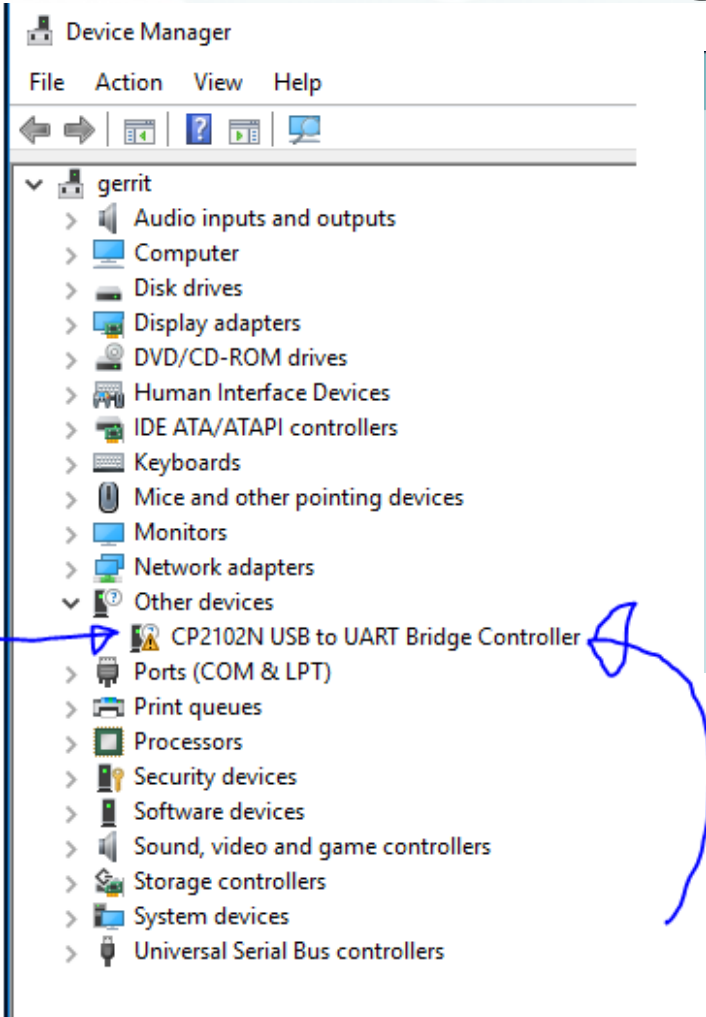 Device Manager
File Action View Help
gerrit
Audio inputs and outputs
Computer
Disk drives
Display adapters
DVD/CD-ROM drives
Human Interface Devices
IDE ATA/ATAPI controllers
Keyboards
Mice and other pointing devices
Monitors
Network adapters
Other devices
CP2102N USB to UART Bridge Controller
Ports (COM & LPT)
Print queues
Processors
Security devices
Software devices
Sound, video and game controllers
Storage controllers
System devices
Universal Serial Bus controllers